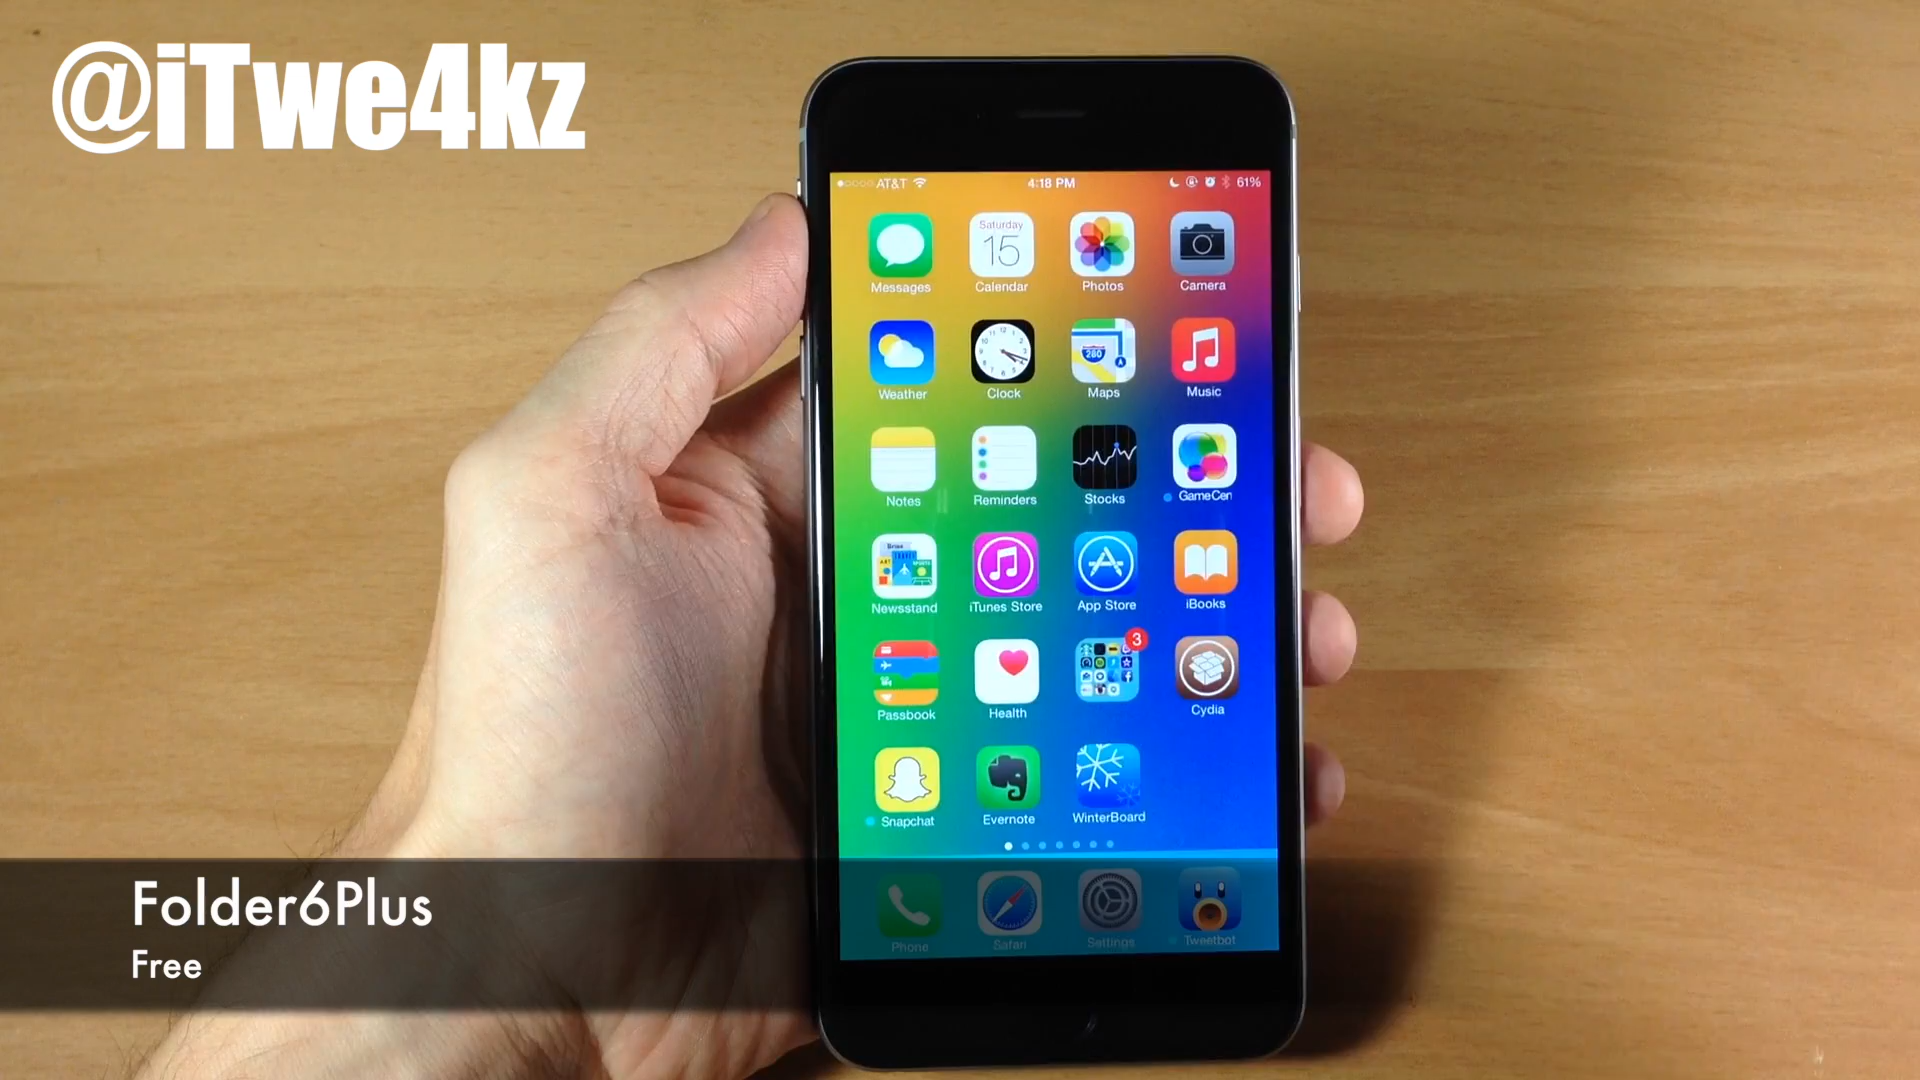 @iTwe4kz
AT&T 4:18 PM 61%
Saturday
15
Messages Calendar Photos Camera
280
Weather Clock Maps Music
Notes Reminders Stocks GameCen
Newsstand iTunes Store App Store iBooks
3
Passbook Health Cydia
Snapchat Evernote WinterBoard
Phone Safari Settings Tweetbot
Folder6Plus
Free